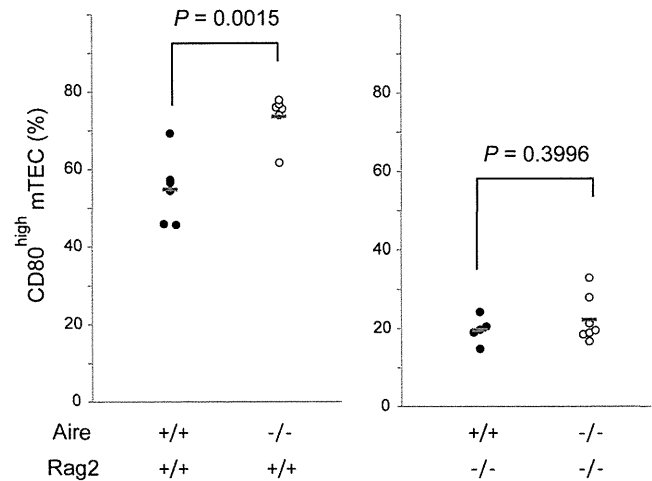 P = 0.0015
P = 0.3996
CD80high mTEC (%)
80
60
40
20
0
80
60
40
20
0
Aire +/+ -/- +/+ -/-
Rag2 +/+ +/+ -/- -/-